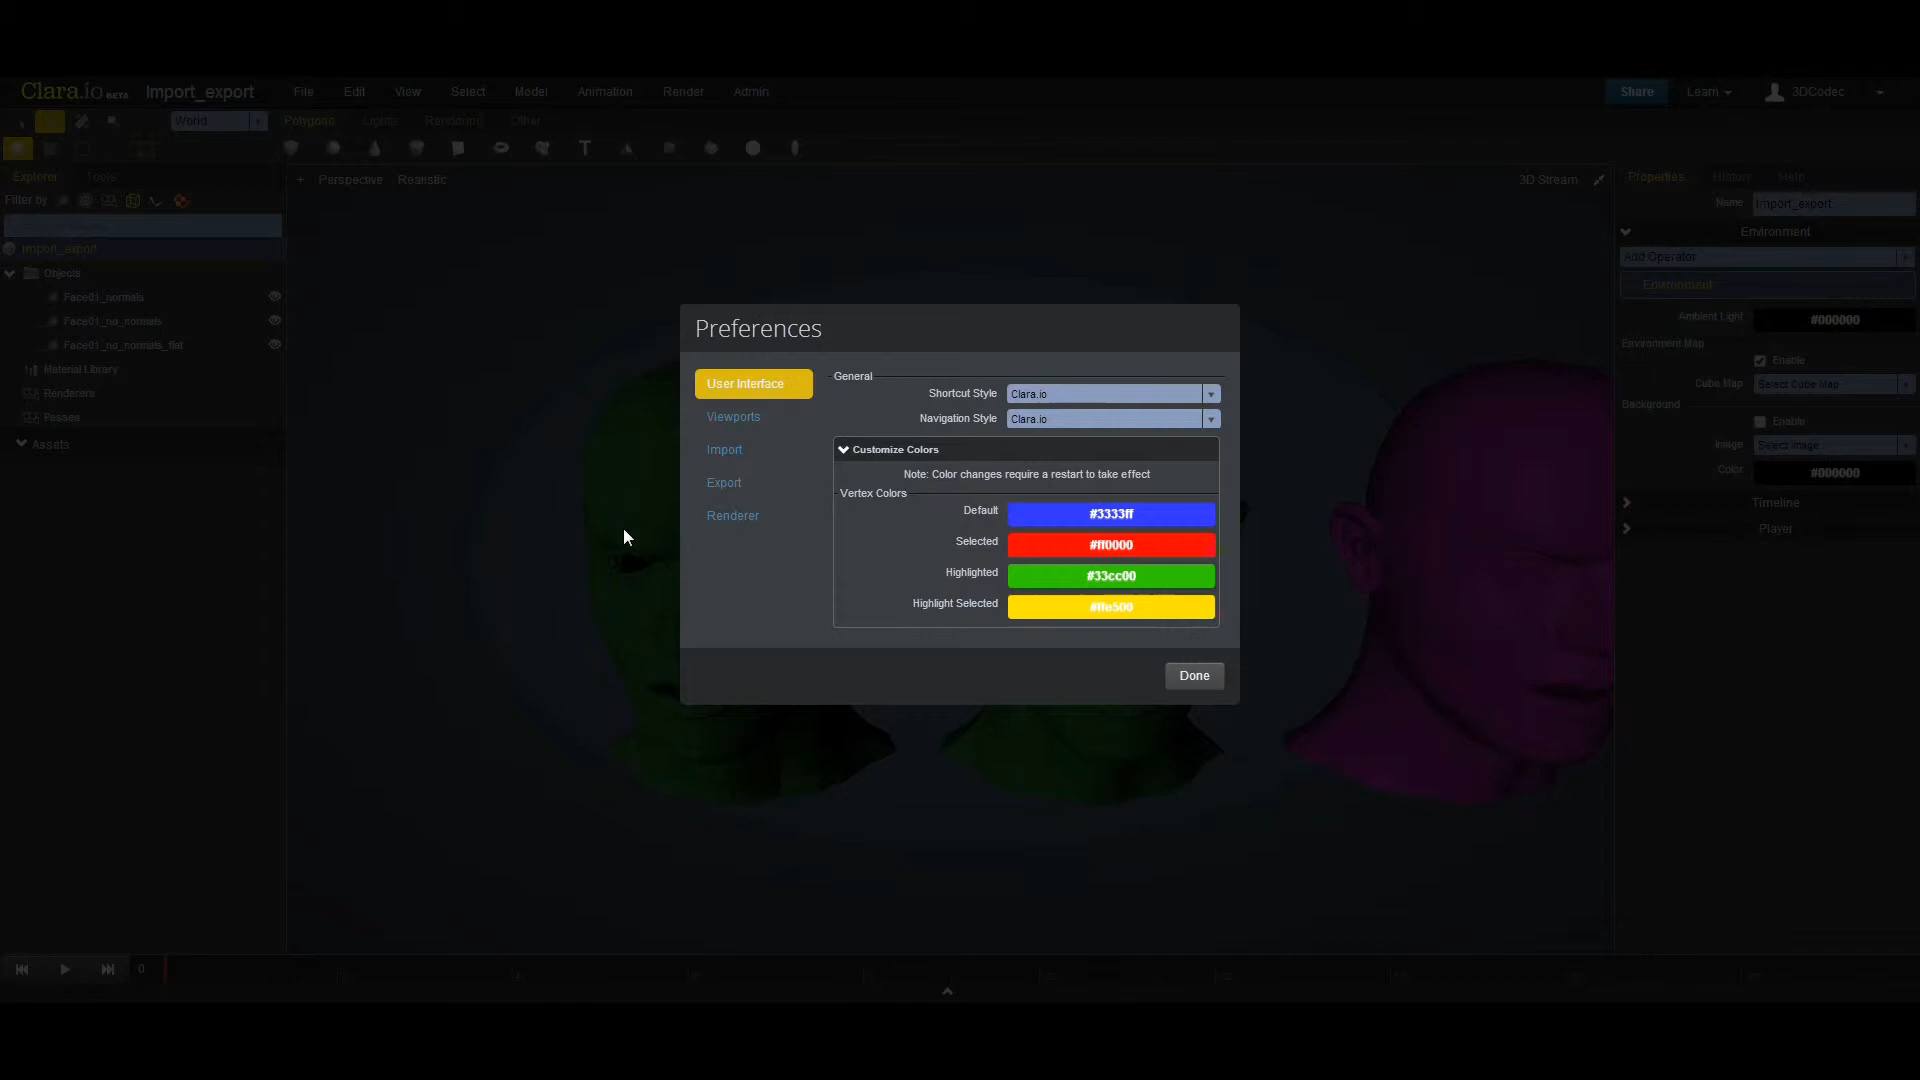 Clara.io BETA Import_export File Edit View Select Model Animation Render Admin Share Learn 3DCodec
World Polygons Lights Rendering Other
T
Explorer Tools
+ Perspective Realistic 3D Stream
Properties History Help
Filter by
Name Import_export
Import_export
Environment
Objects
Add Operator
Face01_normals
Environment
Face01_no_normals
Ambient Light #000000
Face01_no_normals_flat
Environment Map
Enable
Material Library
Cube Map Select Cube Map
Renderers
Background
Passes
Enable
Assets
Image Select Image
Color #000000
Timeline
Player
Preferences
User Interface
Viewports
Import
Export
Renderer
General
Shortcut Style Clara.io
Navigation Style Clara.io
Customize Colors
Note: Color changes require a restart to take effect
Vertex Colors
Default #3333ff
Selected #ff0000
Highlighted #33cc00
Highlight Selected #ffe500
Done
0